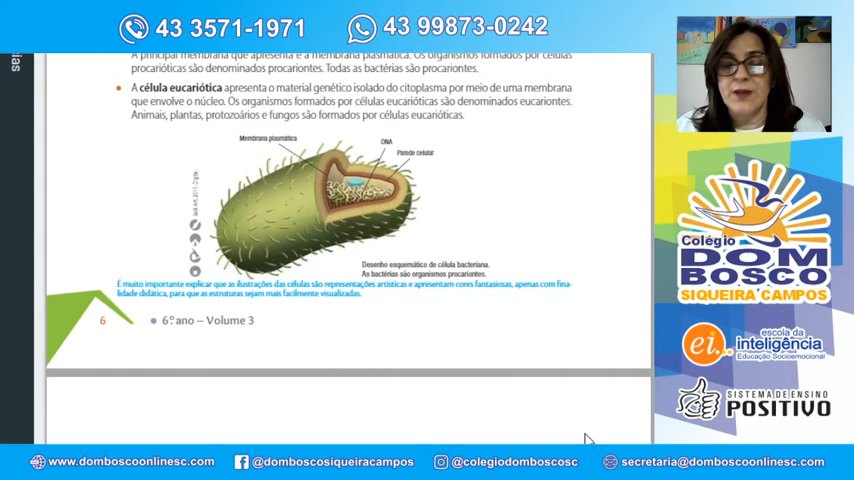 43 3571-1971
43 99873-0242
ias
A principal membrana que apresenta é a membrana plasmática. Os organismos formados por células
procarióticas são denominados procariontes. Todas as bactérias são procariontes.
A célula eucariótica apresenta o material genético isolado do citoplasma por meio de uma membrana
que envolve o núcleo. Os organismos formados por células eucarióticas são denominados eucariontes.
Animais, plantas, protozoários e fungos são formados por células eucarióticas.
Membrana plasmática
DNA
Parede celular
Desenho esquemático de célula bacteriana.
As bactérias são organismos procariontes.
É muito importante explicar que as ilustrações das células são representações artísticas e apresentam cores fantasiosas, apenas com fina-
lidade didática, para que as estruturas sejam mais facilmente visualizadas.
6
6º. ano – Volume 3
Colégio
DOM
BOSCO
SIQUEIRA CAMPOS
ei..
escola da
inteligência
Educação Socioemocional
SISTEMA DE ENSINO
POSITIVO
www.domboscoonlinesc.com
@domboscosiqueiracampos
@colegiodomboscosc
secretaria@domboscoonlinesc.com